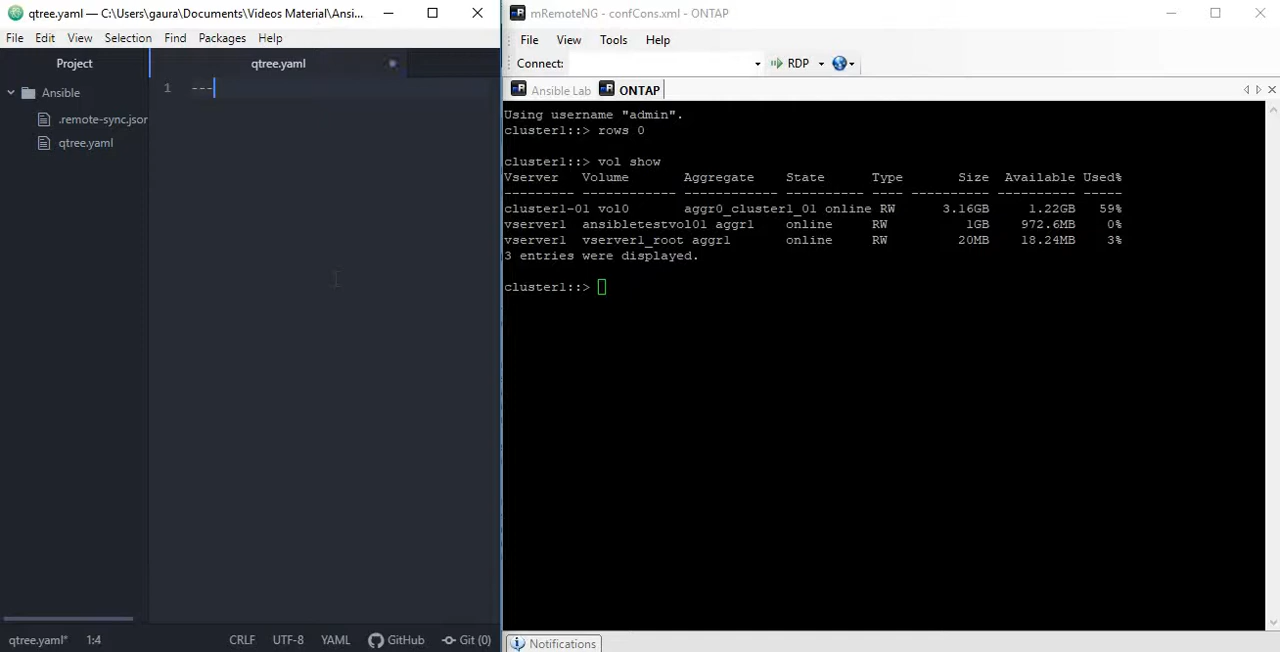 qtree.yaml — C:\Users\gaura\Documents\Videos Material\Ansi...
File Edit View Selection Find Packages Help
Project
Ansible
.remote-sync.json
qtree.yaml
qtree.yaml
1 ---
qtree.yaml* 1:4 CRLF UTF-8 YAML GitHub Git (0)
mRemoteNG - confCons.xml - ONTAP
File View Tools Help
Connect: RDP
Ansible Lab ONTAP
Using username "admin".
cluster1::> rows 0
cluster1::> vol show
Vserver Volume Aggregate State Type Size Available Used%
--------- ------------ ------------ ---------- ---- ---------- ---------- -----
cluster1-01 vol0 aggr0_cluster1_01 online RW 3.16GB 1.22GB 59%
vserver1 ansibletestvol01 aggr1 online RW 1GB 972.6MB 0%
vserver1 vserver1_root aggr1 online RW 20MB 18.24MB 3%
3 entries were displayed.
cluster1::>
Notifications